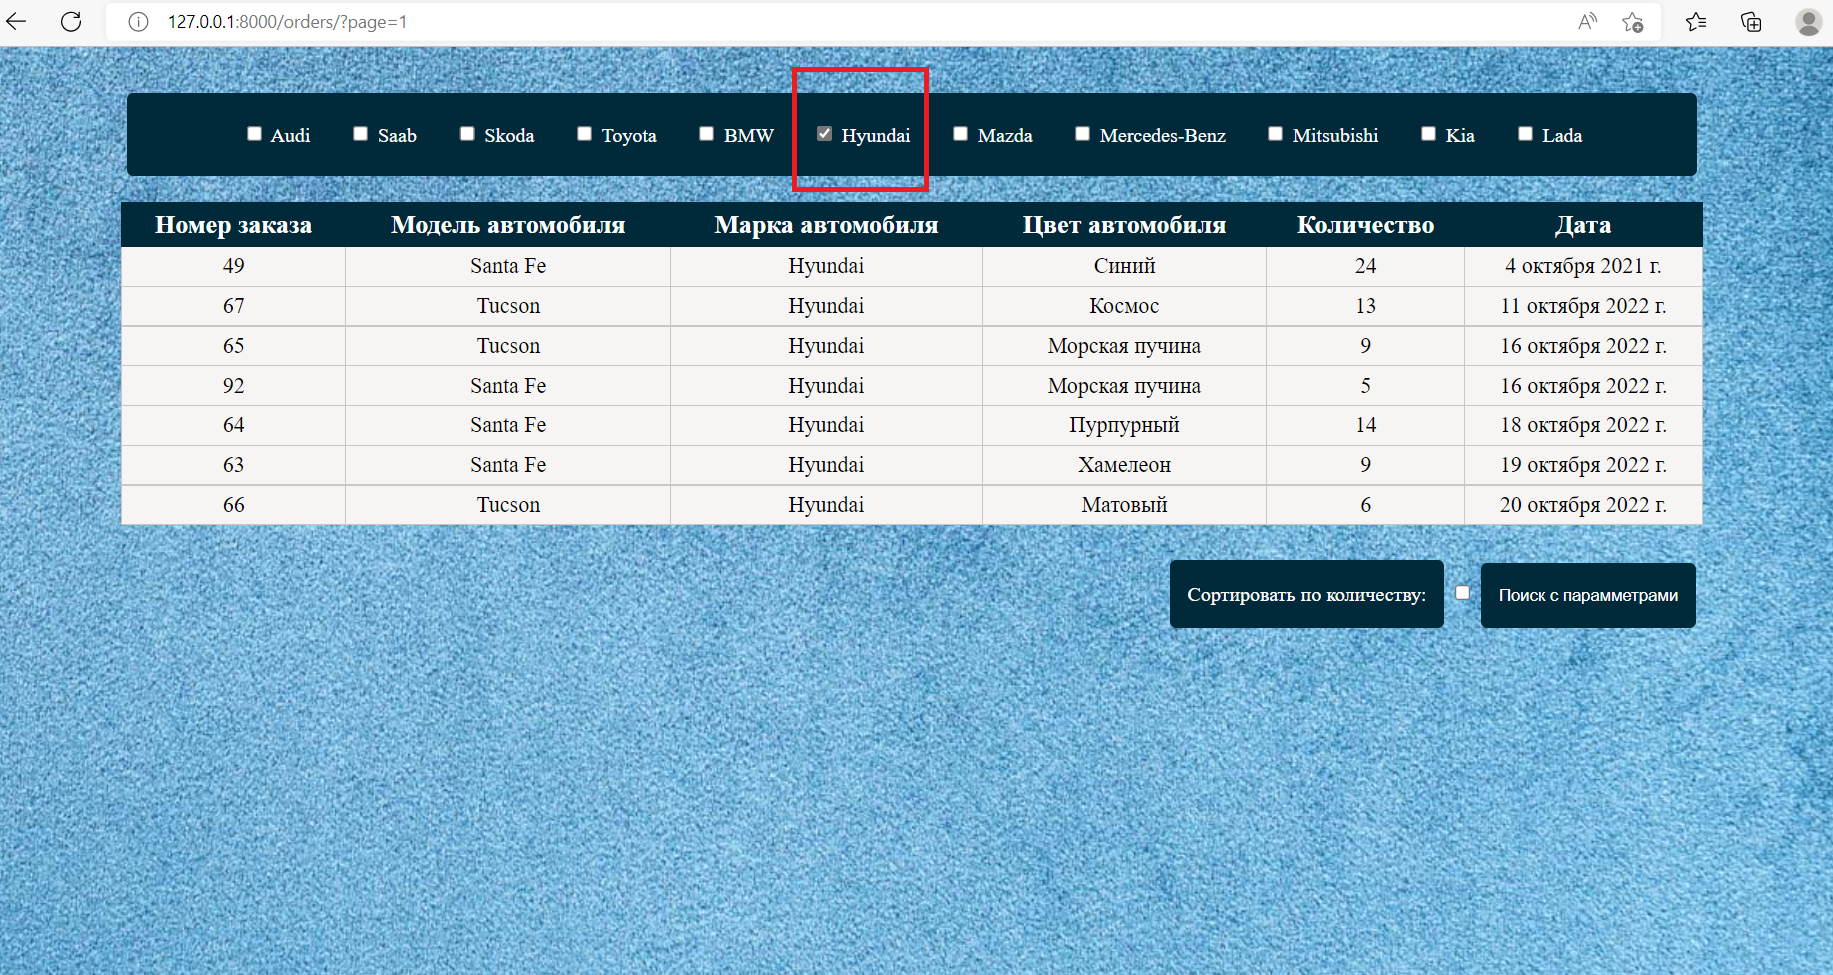 127.0.0.1:8000/orders/?page=1
Audi Saab Skoda Toyota BMW Hyundai Mazda Mercedes-Benz Mitsubishi Kia Lada
Номер заказа Модель автомобиля Марка автомобиля Цвет автомобиля Количество Дата
49 Santa Fe Hyundai Синий 24 4 октября 2021 г.
67 Tucson Hyundai Космос 13 11 октября 2022 г.
65 Tucson Hyundai Морская пучина 9 16 октября 2022 г.
92 Santa Fe Hyundai Морская пучина 5 16 октября 2022 г.
64 Santa Fe Hyundai Пурпурный 14 18 октября 2022 г.
63 Santa Fe Hyundai Хамелеон 9 19 октября 2022 г.
66 Tucson Hyundai Матовый 6 20 октября 2022 г.
Сортировать по количеству: Поиск с парамметрами